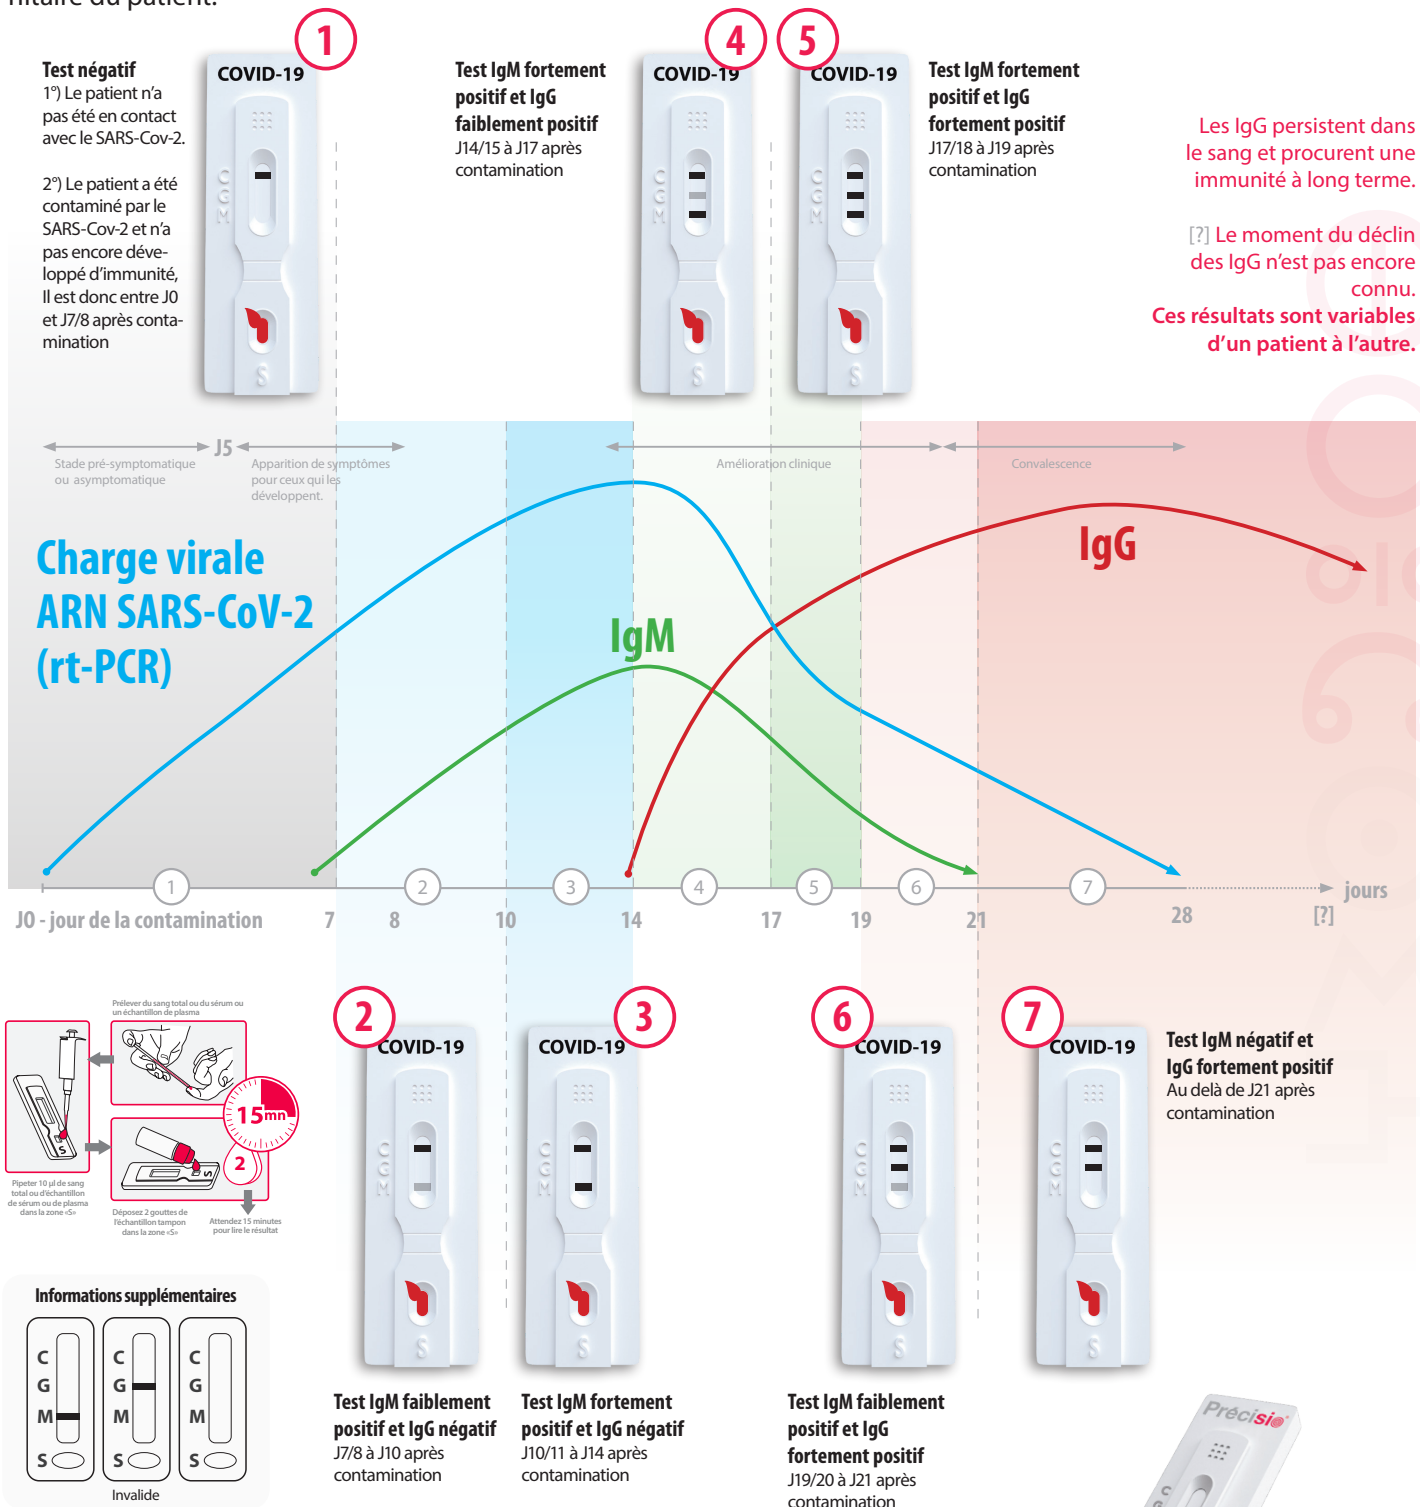 nitaire du patient.
1
Test négatif
1°) Le patient n’a
pas été en contact
avec le SARS-Cov-2.
2°) Le patient a été
contaminé par le
SARS-Cov-2 et n’a
pas encore déve-
loppé d’immunité,
Il est donc entre J0
et J7/8 après conta-
mination
COVID-19
C
G
M
S
4
Test IgM fortement
positif et IgG
faiblement positif
J14/15 à J17 après
contamination
COVID-19
C
G
M
S
5
COVID-19
C
G
M
S
Test IgM fortement
positif et IgG
fortement positif
J17/18 à J19 après
contamination
Les IgG persistent dans
le sang et procurent une
immunité à long terme.
[?] Le moment du déclin
des IgG n’est pas encore
connu.
Ces résultats sont variables
d’un patient à l’autre.
J5
Stade pré-symptomatique
ou asymptomatique
Apparition de symptômes
pour ceux qui les
développent.
Amélioration clinique
Convalescence
Charge virale
ARN SARS-CoV-2
(rt-PCR)
IgM
IgG
1
2
3
4
5
6
7
jours
J0 - jour de la contamination
7
8
10
14
17
19
21
28
[?]
Prélever du sang total ou du sérum ou
un échantillon de plasma
S
15mn
S
2
Pipeter 10 µl de sang
total ou d’échantillon
de sérum ou de plasma
dans la zone «S»
Déposez 2 gouttes de
l’échantillon tampon
dans la zone «S»
Attendez 15 minutes
pour lire le résultat
2
COVID-19
C
G
M
S
Test IgM faiblement
positif et IgG négatif
J7/8 à J10 après
contamination
3
COVID-19
C
G
M
S
Test IgM fortement
positif et IgG négatif
J10/11 à J14 après
contamination
6
COVID-19
C
G
M
S
Test IgM faiblement
positif et IgG
fortement positif
J19/20 à J21 après
contamination
7
COVID-19
C
G
M
S
Test IgM négatif et
IgG fortement positif
Au delà de J21 après
contamination
Informations supplémentaires
C
G
M
S
C
G
M
S
C
G
M
S
Invalide
Précisio
C